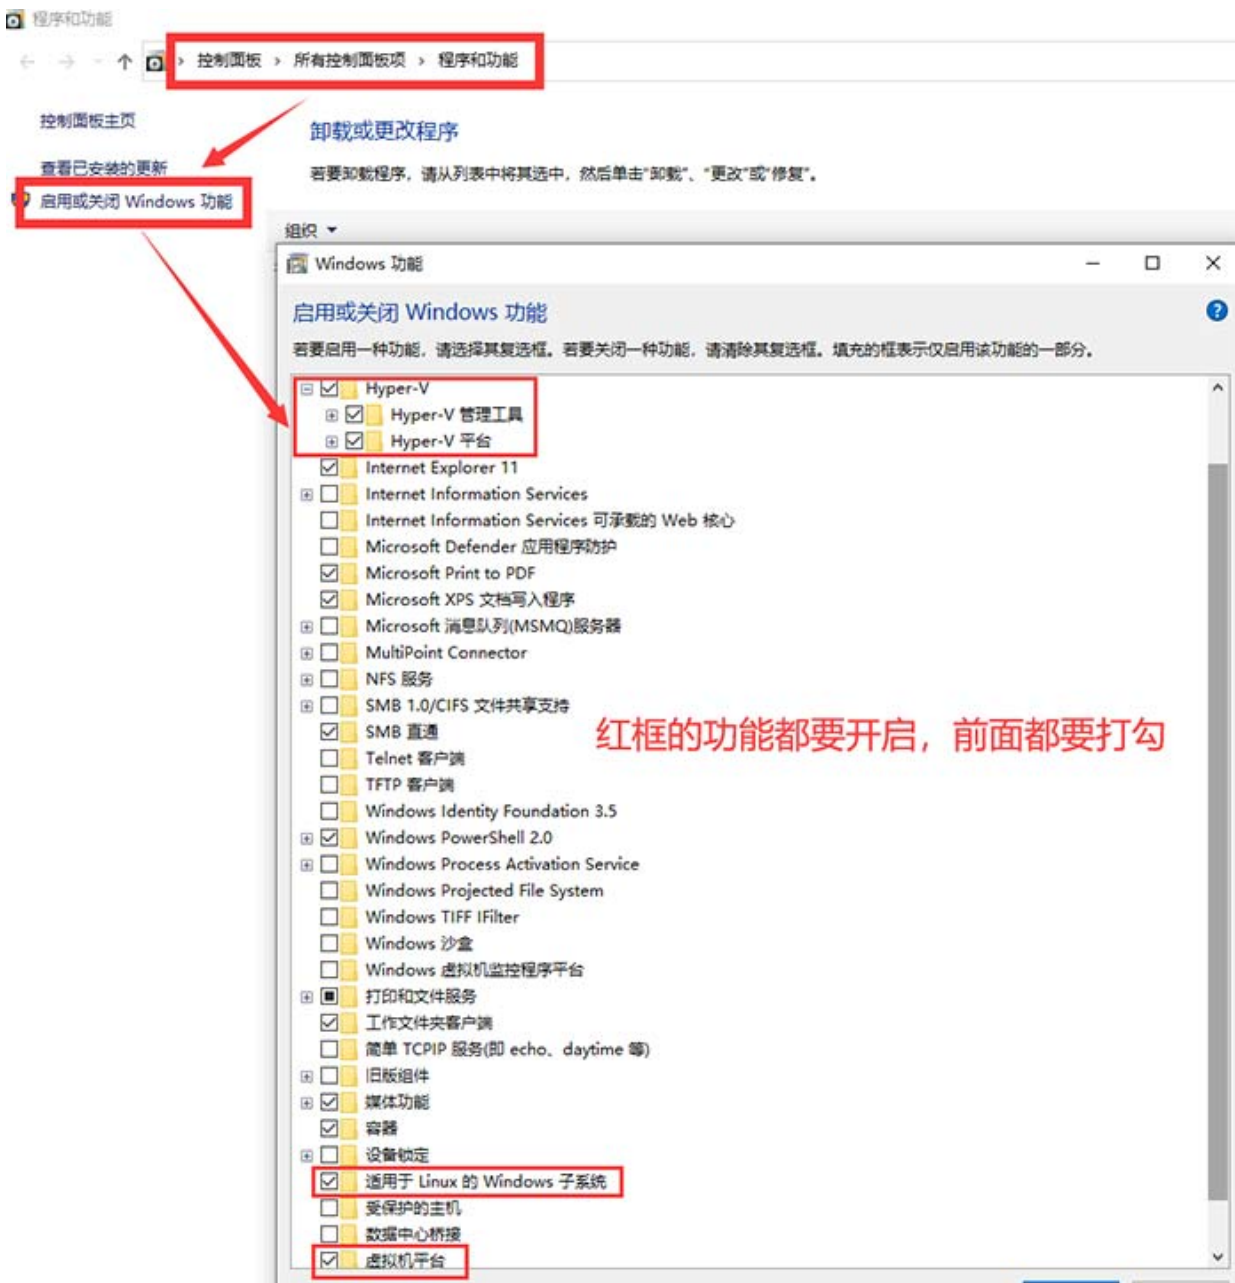 程序和功能
控制面板 › 所有控制面板项 › 程序和功能
控制面板主页
卸载或更改程序
查看已安装的更新
若要卸载程序，请从列表中将其选中，然后单击"卸载"、"更改"或"修复"。
启用或关闭 Windows 功能
组织
Windows 功能
启用或关闭 Windows 功能
若要启用一种功能，请选择其复选框。若要关闭一种功能，请清除其复选框。填充的框表示仅启用该功能的一部分。
Hyper-V
Hyper-V 管理工具
Hyper-V 平台
Internet Explorer 11
Internet Information Services
Internet Information Services 可承载的 Web 核心
Microsoft Defender 应用程序防护
Microsoft Print to PDF
Microsoft XPS 文档写入程序
Microsoft 消息队列(MSMQ)服务器
MultiPoint Connector
NFS 服务
SMB 1.0/CIFS 文件共享支持
SMB 直通
红框的功能都要开启，前面都要打勾
Telnet 客户端
TFTP 客户端
Windows Identity Foundation 3.5
Windows PowerShell 2.0
Windows Process Activation Service
Windows Projected File System
Windows TIFF IFilter
Windows 沙盒
Windows 虚拟机监控程序平台
打印和文件服务
工作文件夹客户端
简单 TCPIP 服务(即 echo、daytime 等)
旧版组件
媒体功能
容器
设备锁定
适用于 Linux 的 Windows 子系统
受保护的主机
数据中心桥接
虚拟机平台